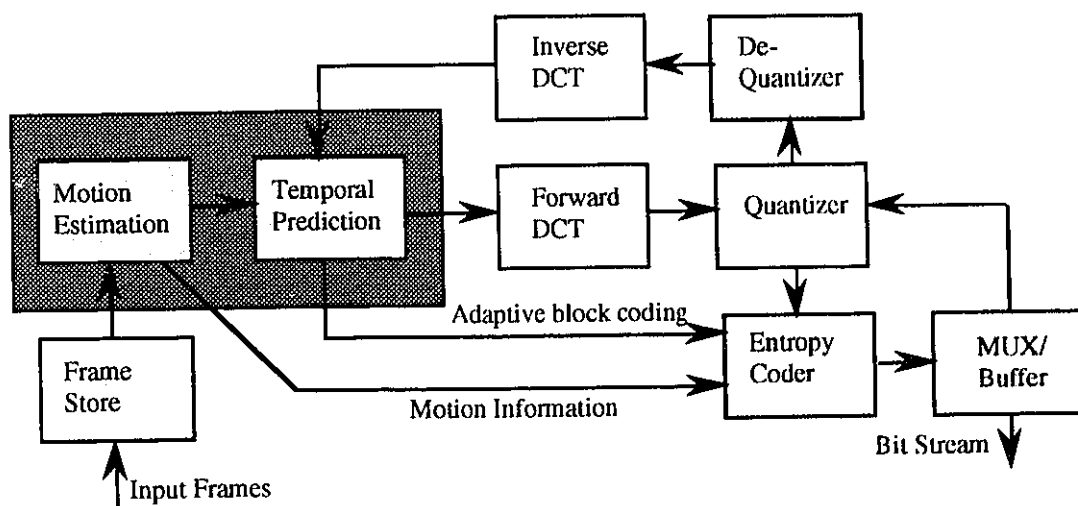 Inverse
DCT
De-
Quantizer
Motion
Estimation
Temporal
Prediction
Forward
DCT
Quantizer
Adaptive block coding
Entropy
Coder
MUX/
Buffer
Frame
Store
Motion Information
Bit Stream
Input Frames